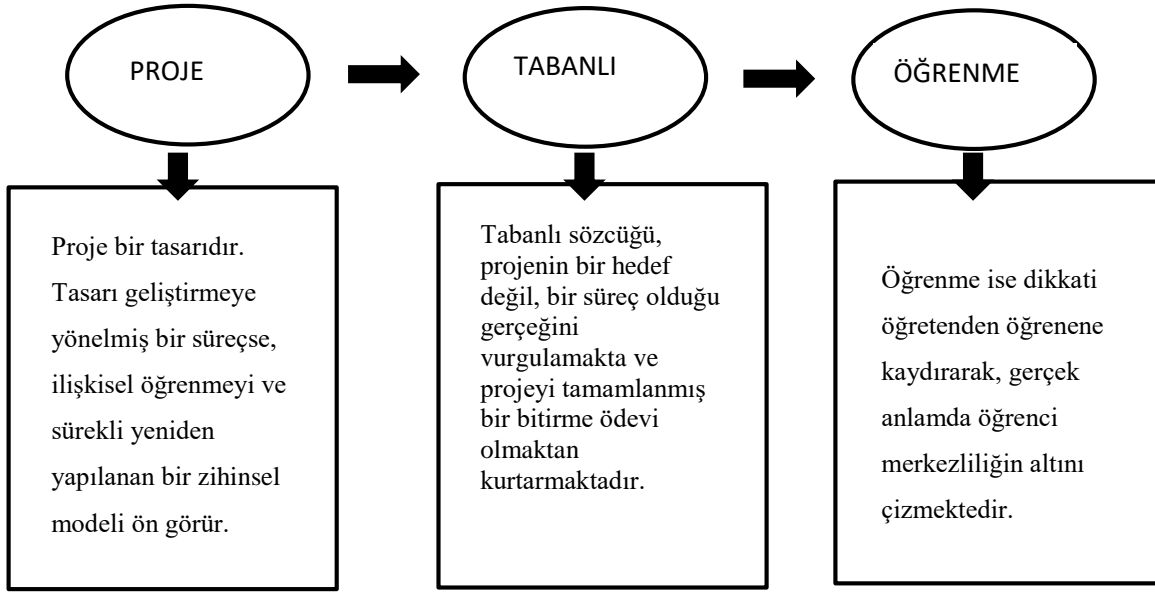 PROJE
TABANLI
ÖĞRENME
Proje bir tasarıdır.
Tasarı geliştirmeye
yönelmiş bir süreçse,
ilişkisel öğrenmeyi ve
sürekli yeniden
yapılanan bir zihinsel
modeli ön görür.
Tabanlı sözcüğü,
projenin bir hedef
değil, bir süreç olduğu
gerçeğini
vurgulamakta ve
projeyi tamamlanmış
bir bitirme ödevi
olmaktan
kurtarmaktadır.
Öğrenme ise dikkati
öğretenden öğrenene
kaydırarak, gerçek
anlamda öğrenci
merkezliliğin altını
çizmektedir.